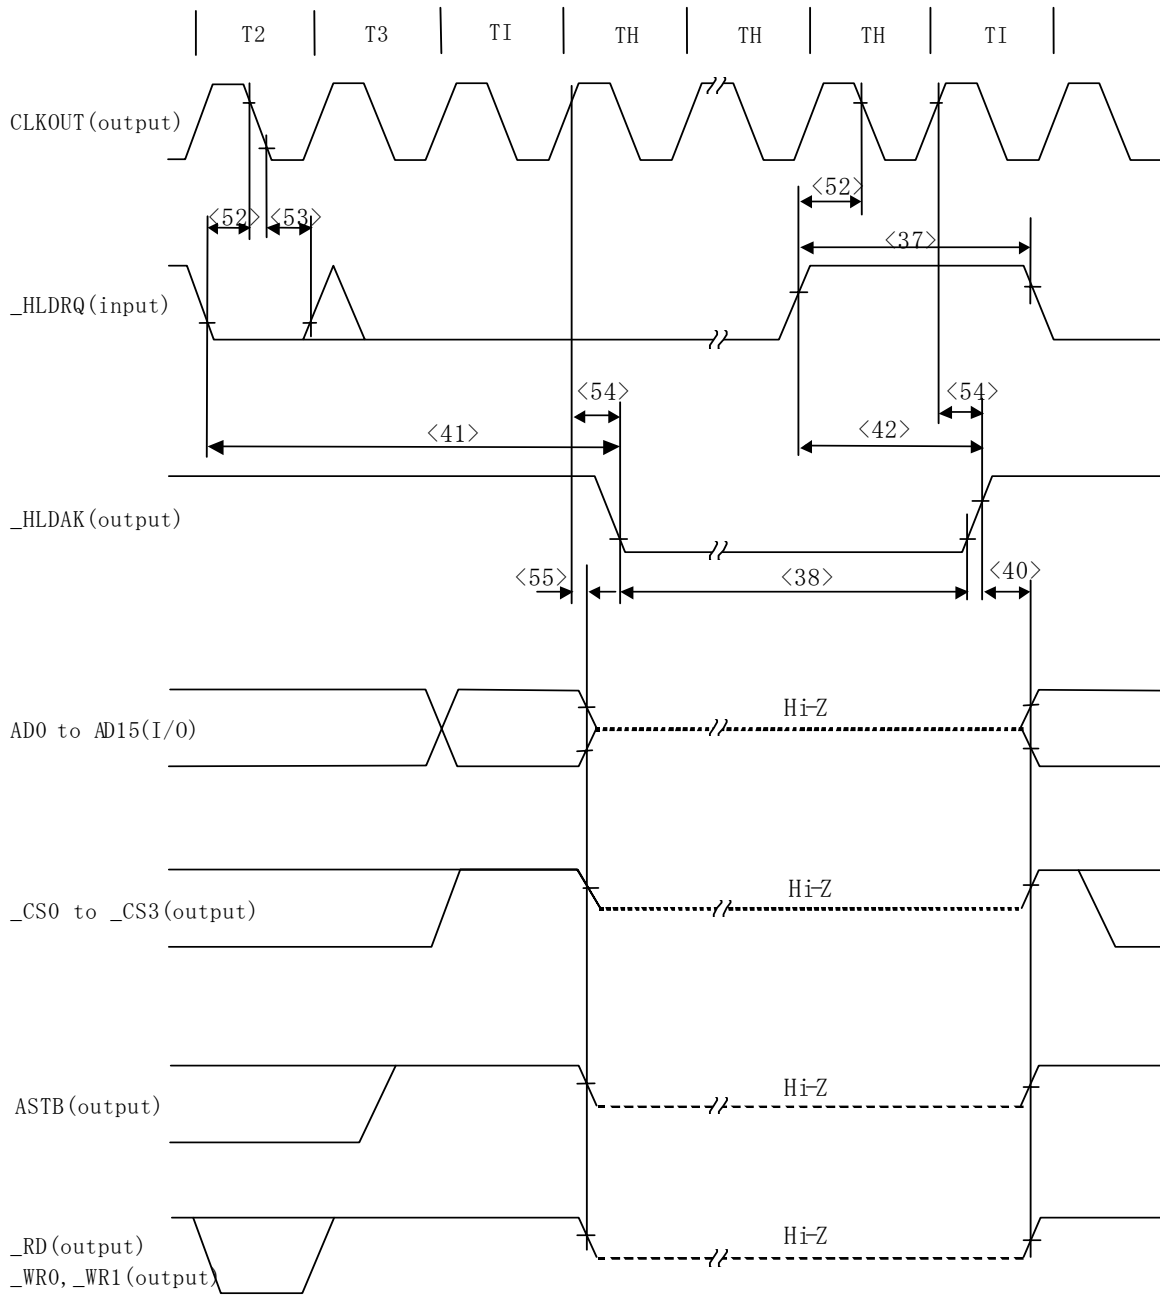 T2 T3 TI TH TH TH TI
CLKOUT(output)
<52>
<52> <53>
<37>
_HLDRQ(input)
<54> <54>
<41> <42>
_HLDAK(output)
<55> <38> <40>
Hi-Z
AD0 to AD15(I/O)
Hi-Z
_CS0 to _CS3(output)
Hi-Z
ASTB(output)
Hi-Z
_RD(output)
_WR0,_WR1(output)